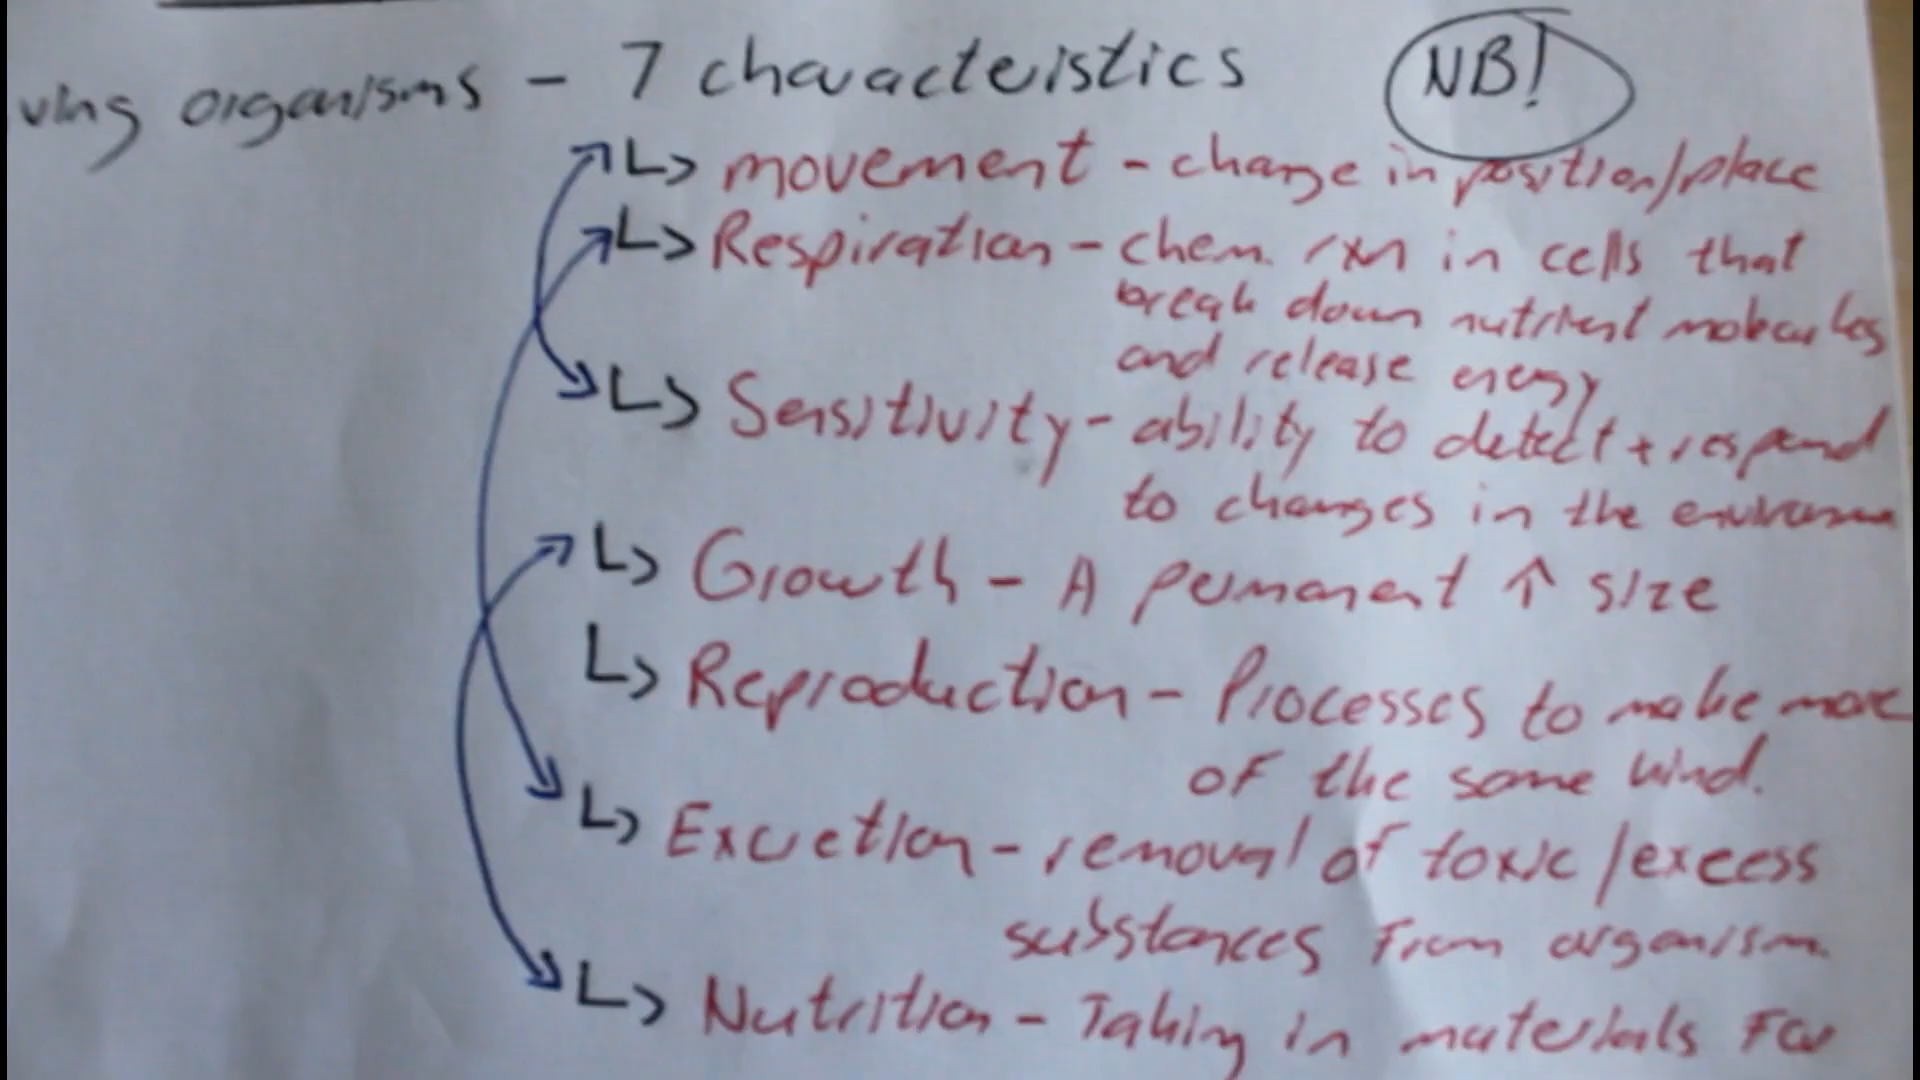 ving organisms - 7 characteristics NB!
↳ movement - change in position/place
↳ Respiration - chem. rxn in cells that
break down nutrient molecules
and release energy
↳ Sensitivity - ability to detect + respond
to changes in the environm
↳ Growth - A permanent ↑ size
↳ Reproduction - Processes to make more
of the same kind.
↳ Excretion - removal of toxic/excess
substances from organism.
↳ Nutrition - Taking in materials For